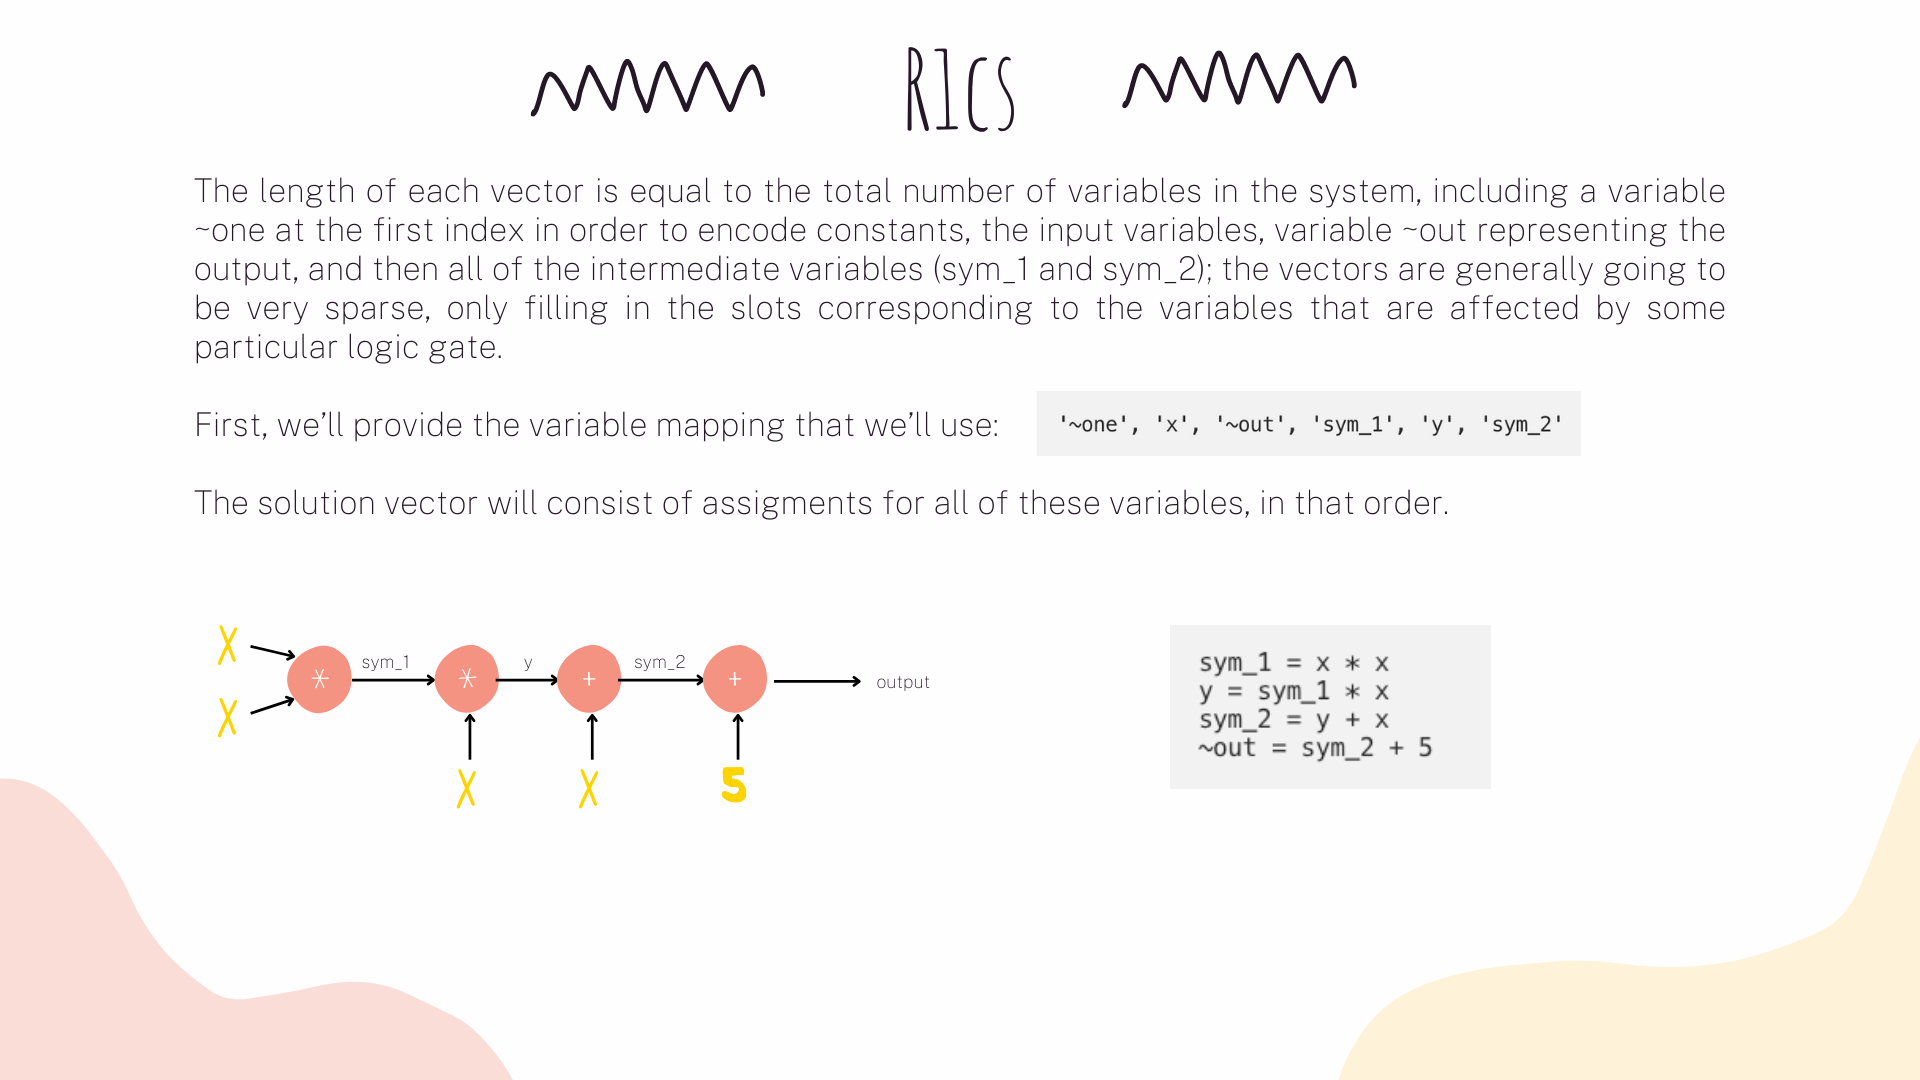 R1CS
The length of each vector is equal to the total number of variables in the system, including a variable
~one at the first index in order to encode constants, the input variables, variable ~out representing the
output, and then all of the intermediate variables (sym_1 and sym_2); the vectors are generally going to
be very sparse, only filling in the slots corresponding to the variables that are affected by some
particular logic gate.
First, we’ll provide the variable mapping that we’ll use:
'~one', 'x', '~out', 'sym_1', 'y', 'sym_2'
The solution vector will consist of assigments for all of these variables, in that order.
X
X
*
sym_1
*
y
+
sym_2
+
output
X
X
5
sym_1 = x * x
y = sym_1 * x
sym_2 = y + x
~out = sym_2 + 5